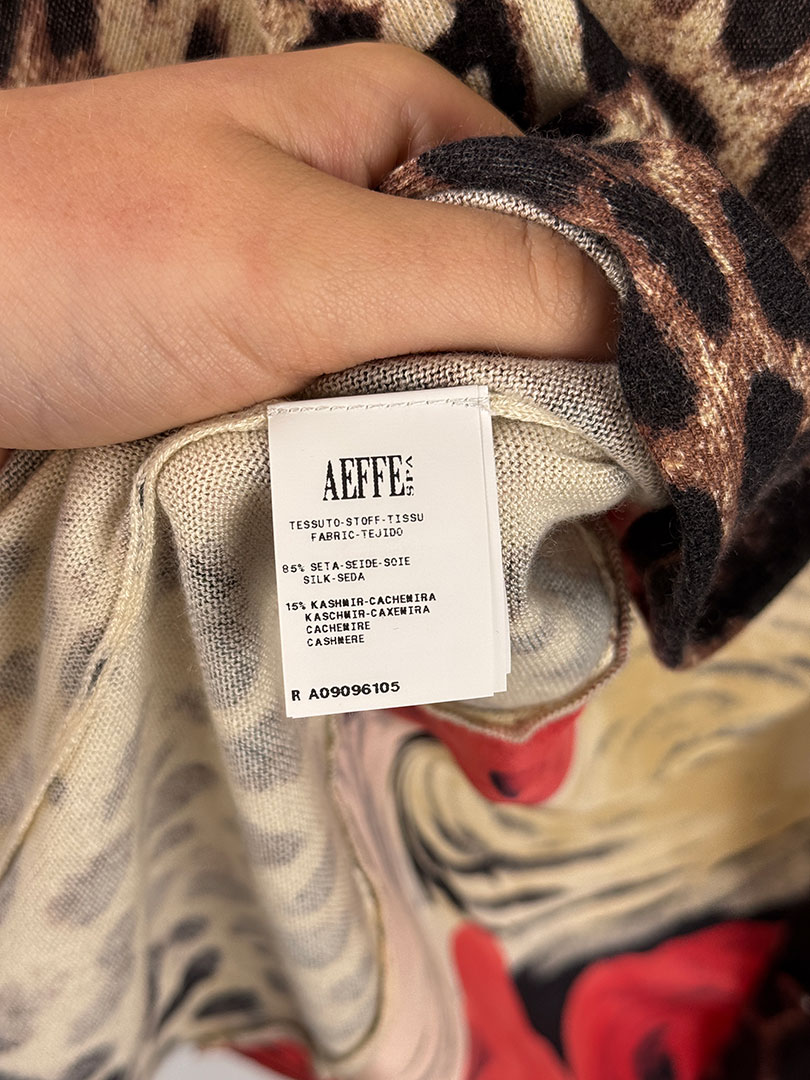 AEFFE SPA
TESSUTO-STOFF-TISSU
FABRIC-TEJIDO
85% SETA-SEIDE-SOIE
SILK-SEDA
15% KASHMIR-CACHEMIRA
KASCHMIR-CAXEMIRA
CACHEMIRE
CASHMERE
R A09096105